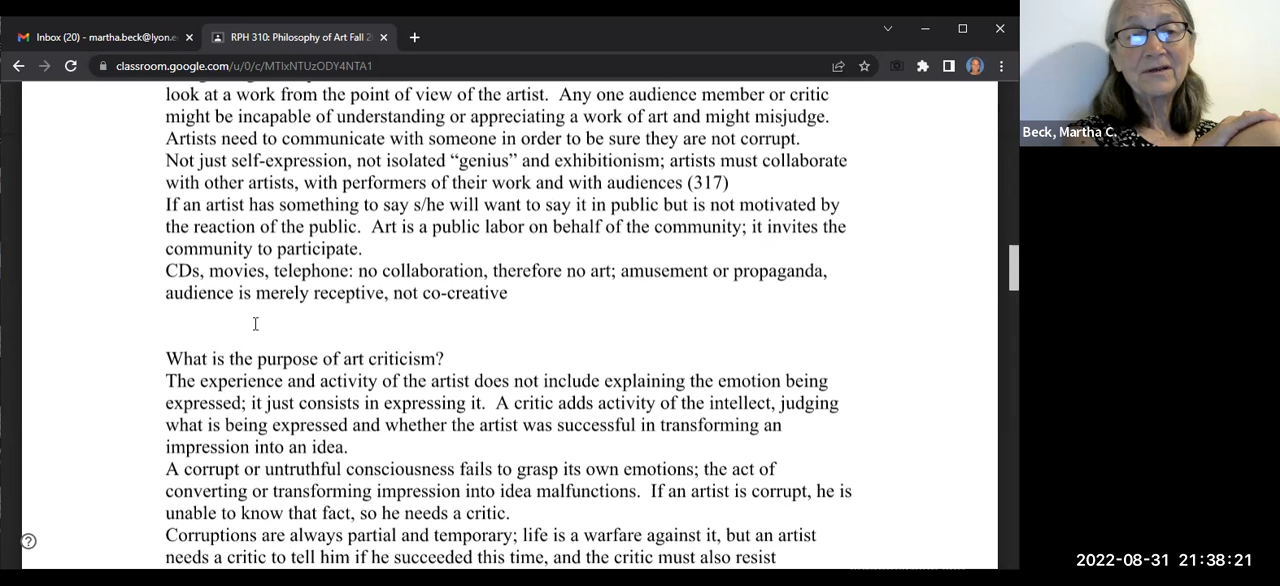 Inbox (20) - martha.beck@lyon.e
RPH 310: Philosophy of Art Fall 2
classroom.google.com/u/0/c/MTIxNTUzODY4NTA1
look at a work from the point of view of the artist. Any one audience member or critic
might be incapable of understanding or appreciating a work of art and might misjudge.
Artists need to communicate with someone in order to be sure they are not corrupt.
Not just self-expression, not isolated “genius” and exhibitionism; artists must collaborate
with other artists, with performers of their work and with audiences (317)
If an artist has something to say s/he will want to say it in public but is not motivated by
the reaction of the public. Art is a public labor on behalf of the community; it invites the
community to participate.
CDs, movies, telephone: no collaboration, therefore no art; amusement or propaganda,
audience is merely receptive, not co-creative
What is the purpose of art criticism?
The experience and activity of the artist does not include explaining the emotion being
expressed; it just consists in expressing it. A critic adds activity of the intellect, judging
what is being expressed and whether the artist was successful in transforming an
impression into an idea.
A corrupt or untruthful consciousness fails to grasp its own emotions; the act of
converting or transforming impression into idea malfunctions. If an artist is corrupt, he is
unable to know that fact, so he needs a critic.
Corruptions are always partial and temporary; life is a warfare against it, but an artist
needs a critic to tell him if he succeeded this time, and the critic must also resist
Beck, Martha C.
2022-08-31 21:38:21